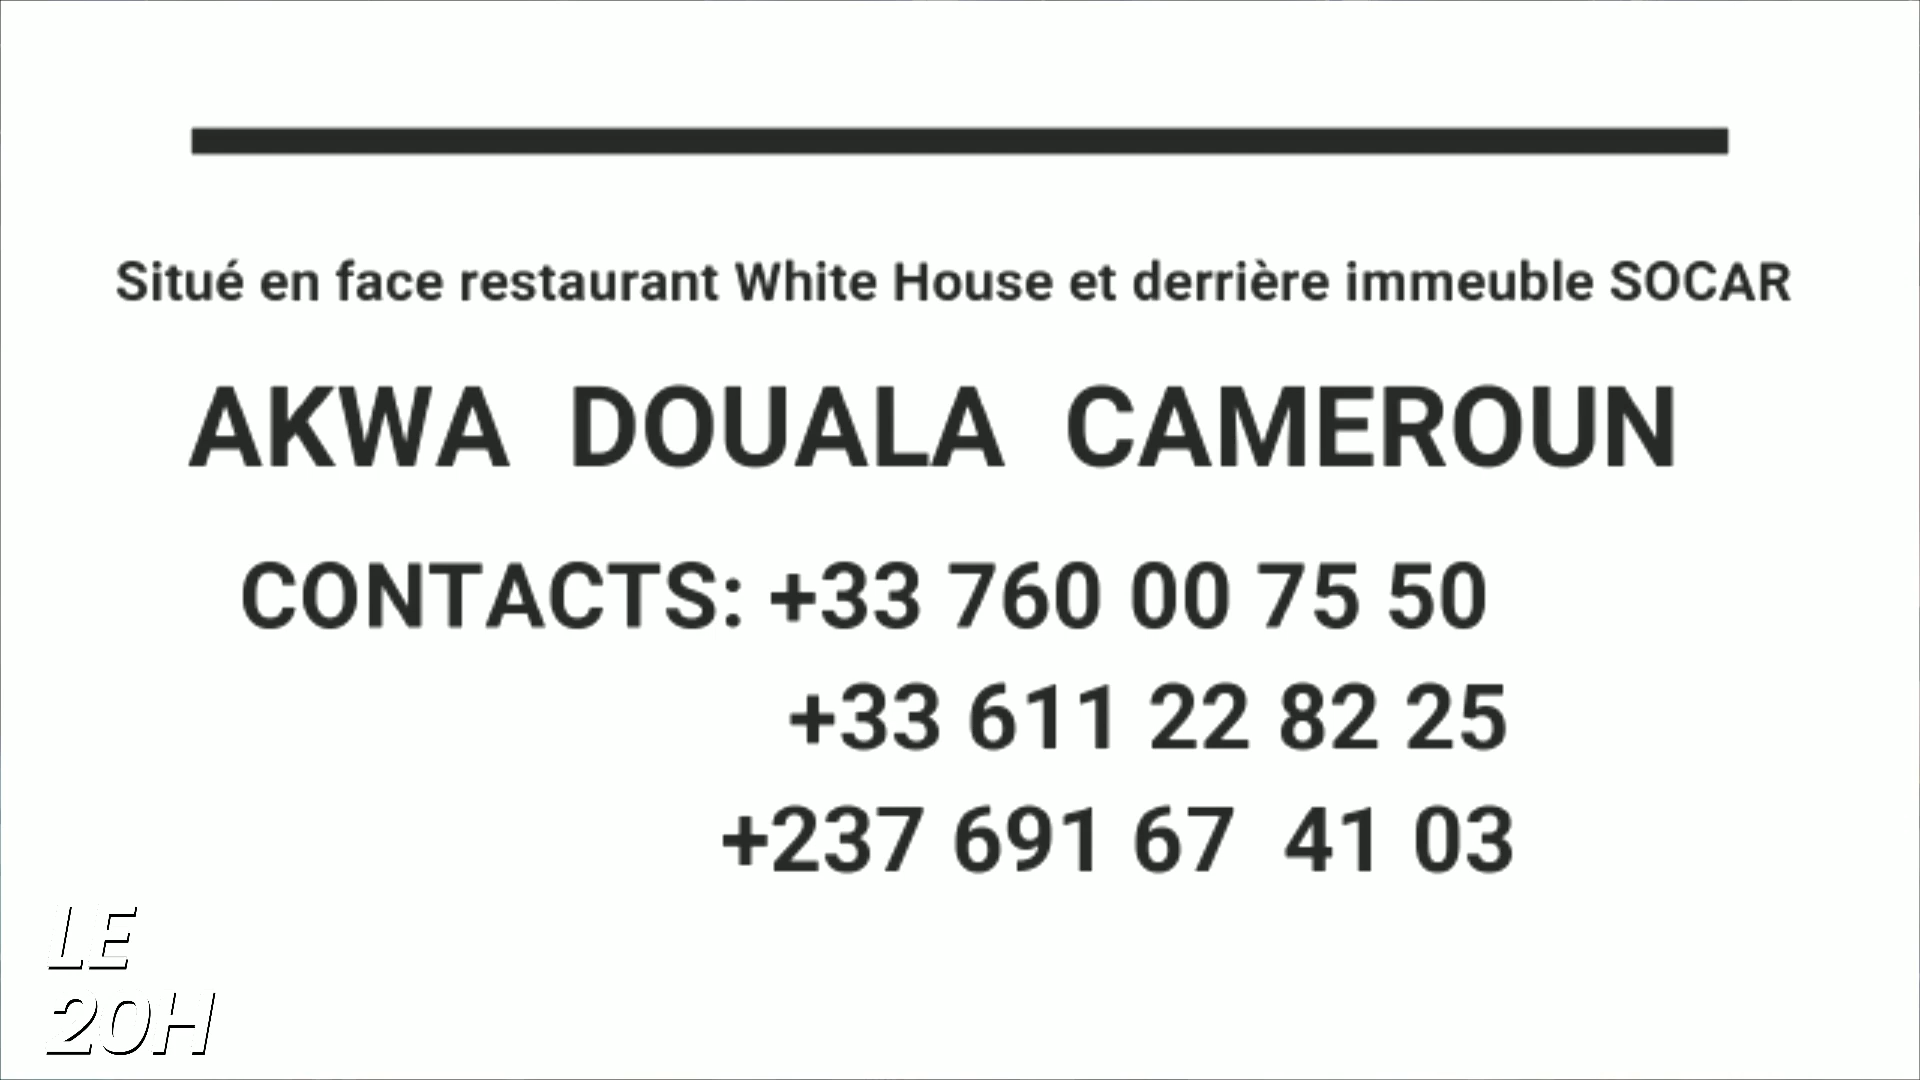 Situé en face restaurant White House et derrière immeuble SOCAR
AKWA DOUALA CAMEROUN
CONTACTS: +33 760 00 75 50
+33 611 22 82 25
+237 691 67 41 03
LE
20H